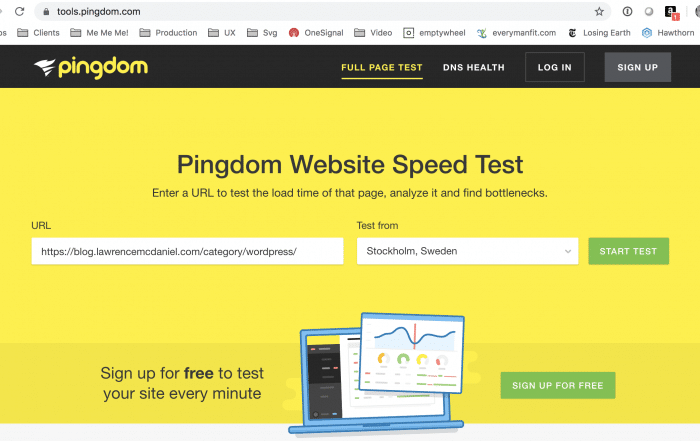 tools.pingdom.com
Clients Me Me Me! Production UX Svg OneSignal Video emptywheel everymanfit.com Losing Earth Hawthorn
pingdom FULL PAGE TEST DNS HEALTH LOG IN SIGN UP
Pingdom Website Speed Test
Enter a URL to test the load time of that page, analyze it and find bottlenecks.
URL Test from
https://blog.lawrencemcdaniel.com/category/wordpress/ Stockholm, Sweden START TEST
Sign up for free to test
your site every minute
SIGN UP FOR FREE